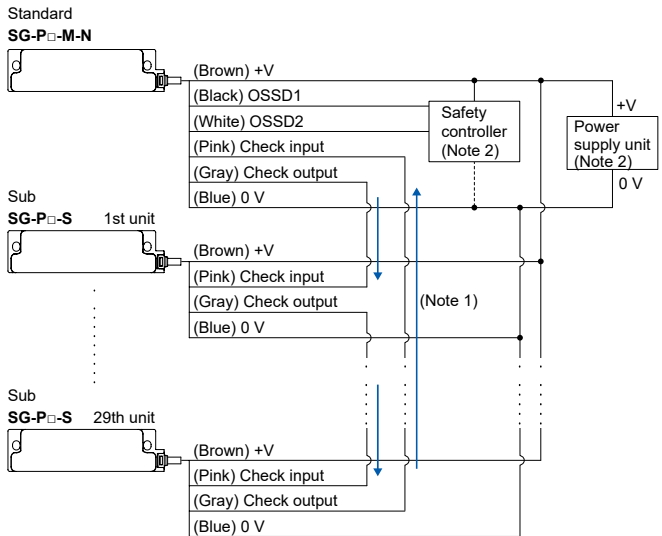 Standard
SG-P□-M-N
(Brown) +V
(Black) OSSD1
(White) OSSD2
(Pink) Check input
(Gray) Check output
(Blue) 0 V
Safety
controller
(Note 2)
+V
Power
supply unit
(Note 2)
0 V
Sub
SG-P□-S 1st unit
(Brown) +V
(Pink) Check input
(Gray) Check output
(Blue) 0 V
(Note 1)
Sub
SG-P□-S 29th unit
(Brown) +V
(Pink) Check input
(Gray) Check output
(Blue) 0 V